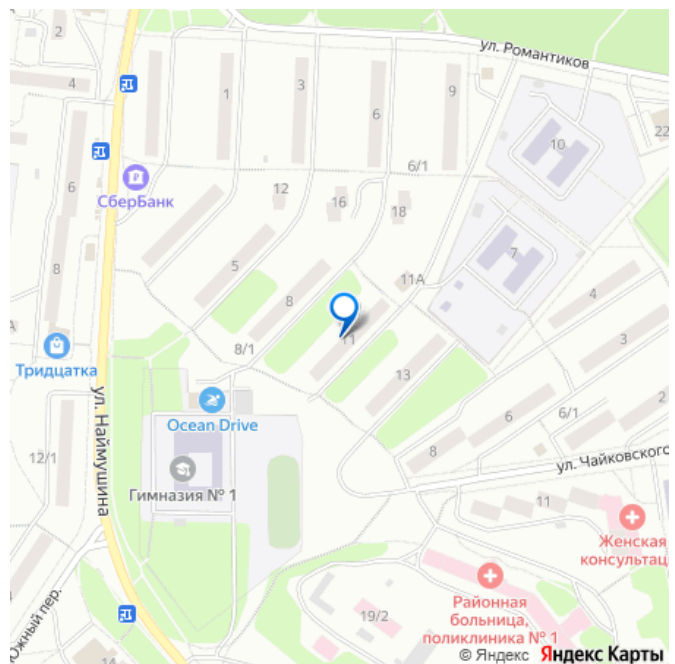 2
ул. Романтиков
4
1
3
6
9
10
22
6/1
СберБанк
6
12
16
18
7
5
11А
8
8
4
А
Тридцатка
8/1
11
3
13
2
Ocean Drive
6
6/1
ул. Наймушина
12/1
8
ул. Чайковского
Гимназия № 1
11
Женская
консультац
Районная
больница,
поликлиника № 1
19/2
Южный пер.
14
© Яндекс Яндекс Карты